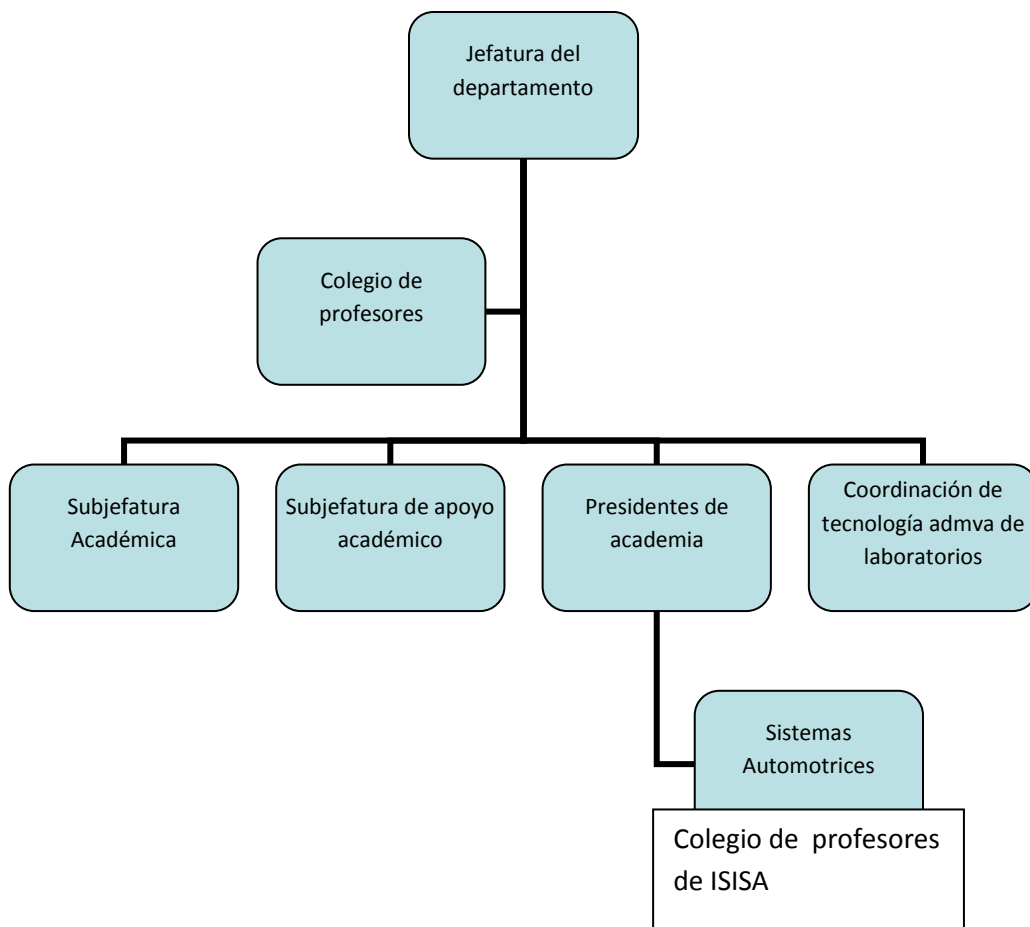 Jefatura del
departamento
Colegio de
profesores
Subjefatura
Académica
Subjefatura de apoyo
académico
Presidentes de
academia
Coordinación de
tecnología admva de
laboratorios
Sistemas
Automotrices
Colegio de profesores
de ISISA